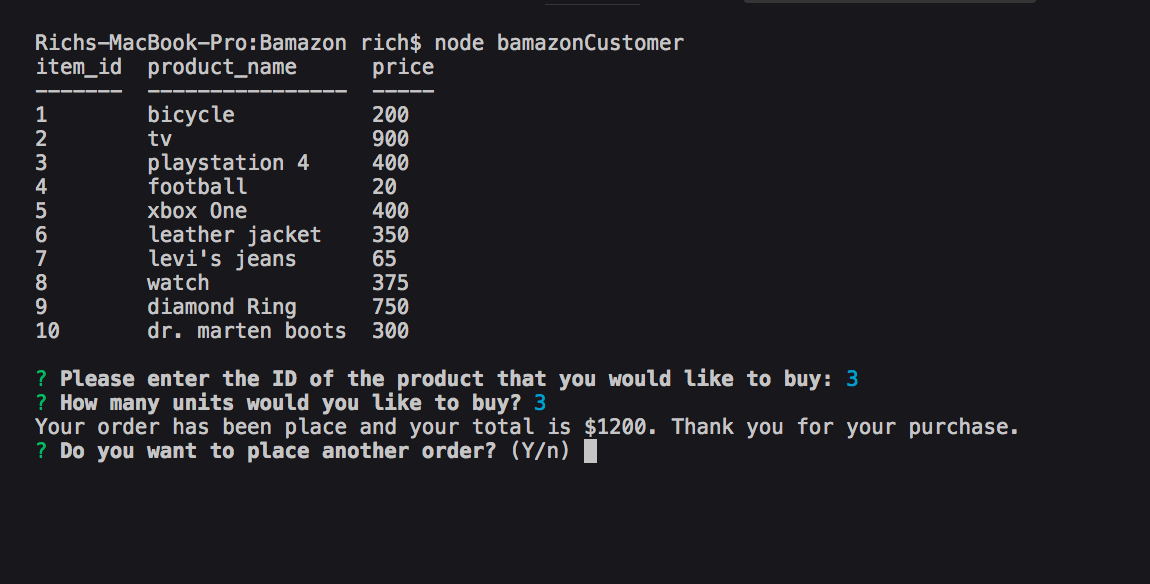 Richs-MacBook-Pro:Bamazon rich$ node bamazonCustomer
item_id  product_name      price
-------  ----------------  -----
1        bicycle           200
2        tv                900
3        playstation 4     400
4        football          20
5        xbox One          400
6        leather jacket    350
7        levi's jeans      65
8        watch             375
9        diamond Ring      750
10       dr. marten boots  300
? Please enter the ID of the product that you would like to buy: 3
? How many units would you like to buy? 3
Your order has been place and your total is $1200. Thank you for your purchase.
? Do you want to place another order? (Y/n)